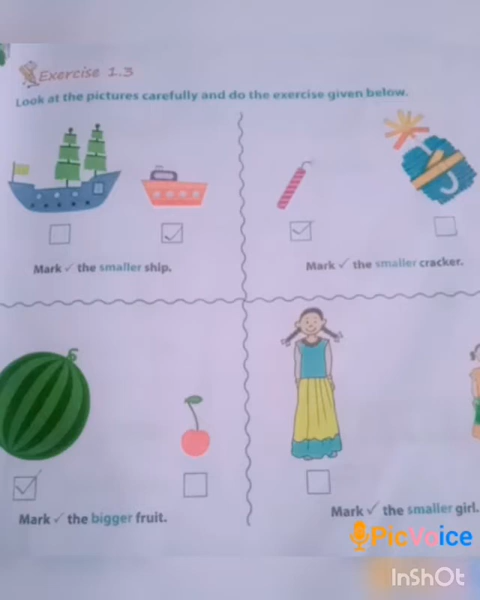 Exercise 1.3
Look at the pictures carefully and do the exercise given below.
Mark ✓ the smaller ship.
Mark ✓ the smaller cracker.
Mark ✓ the bigger fruit.
Mark ✓ the smaller girl.
PicVoice
InShOt